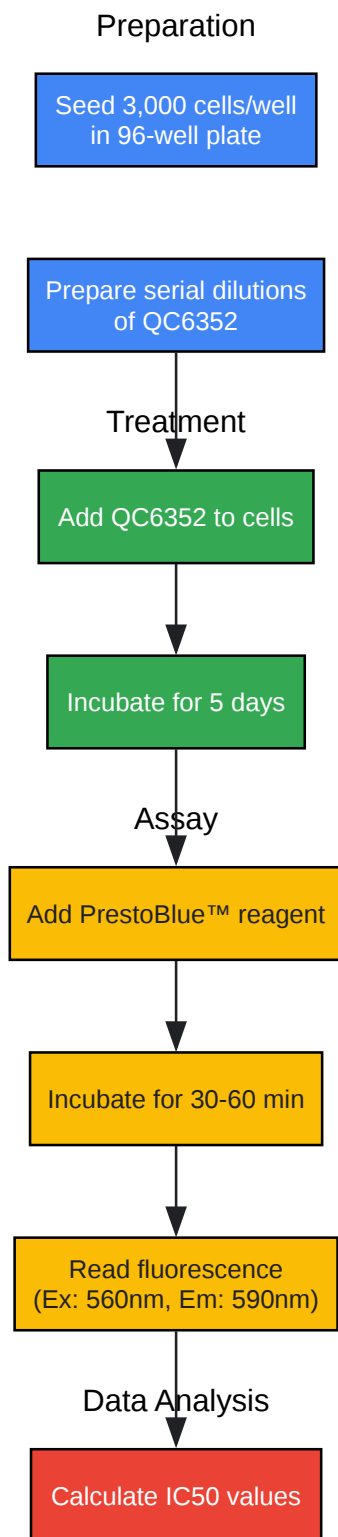 Preparation
Seed 3,000 cells/well
in 96-well plate
Prepare serial dilutions
of QC6352
Treatment
Add QC6352 to cells
Incubate for 5 days
Assay
Add PrestoBlue™ reagent
Incubate for 30-60 min
Read fluorescence
(Ex: 560nm, Em: 590nm)
Data Analysis
Calculate IC50 values